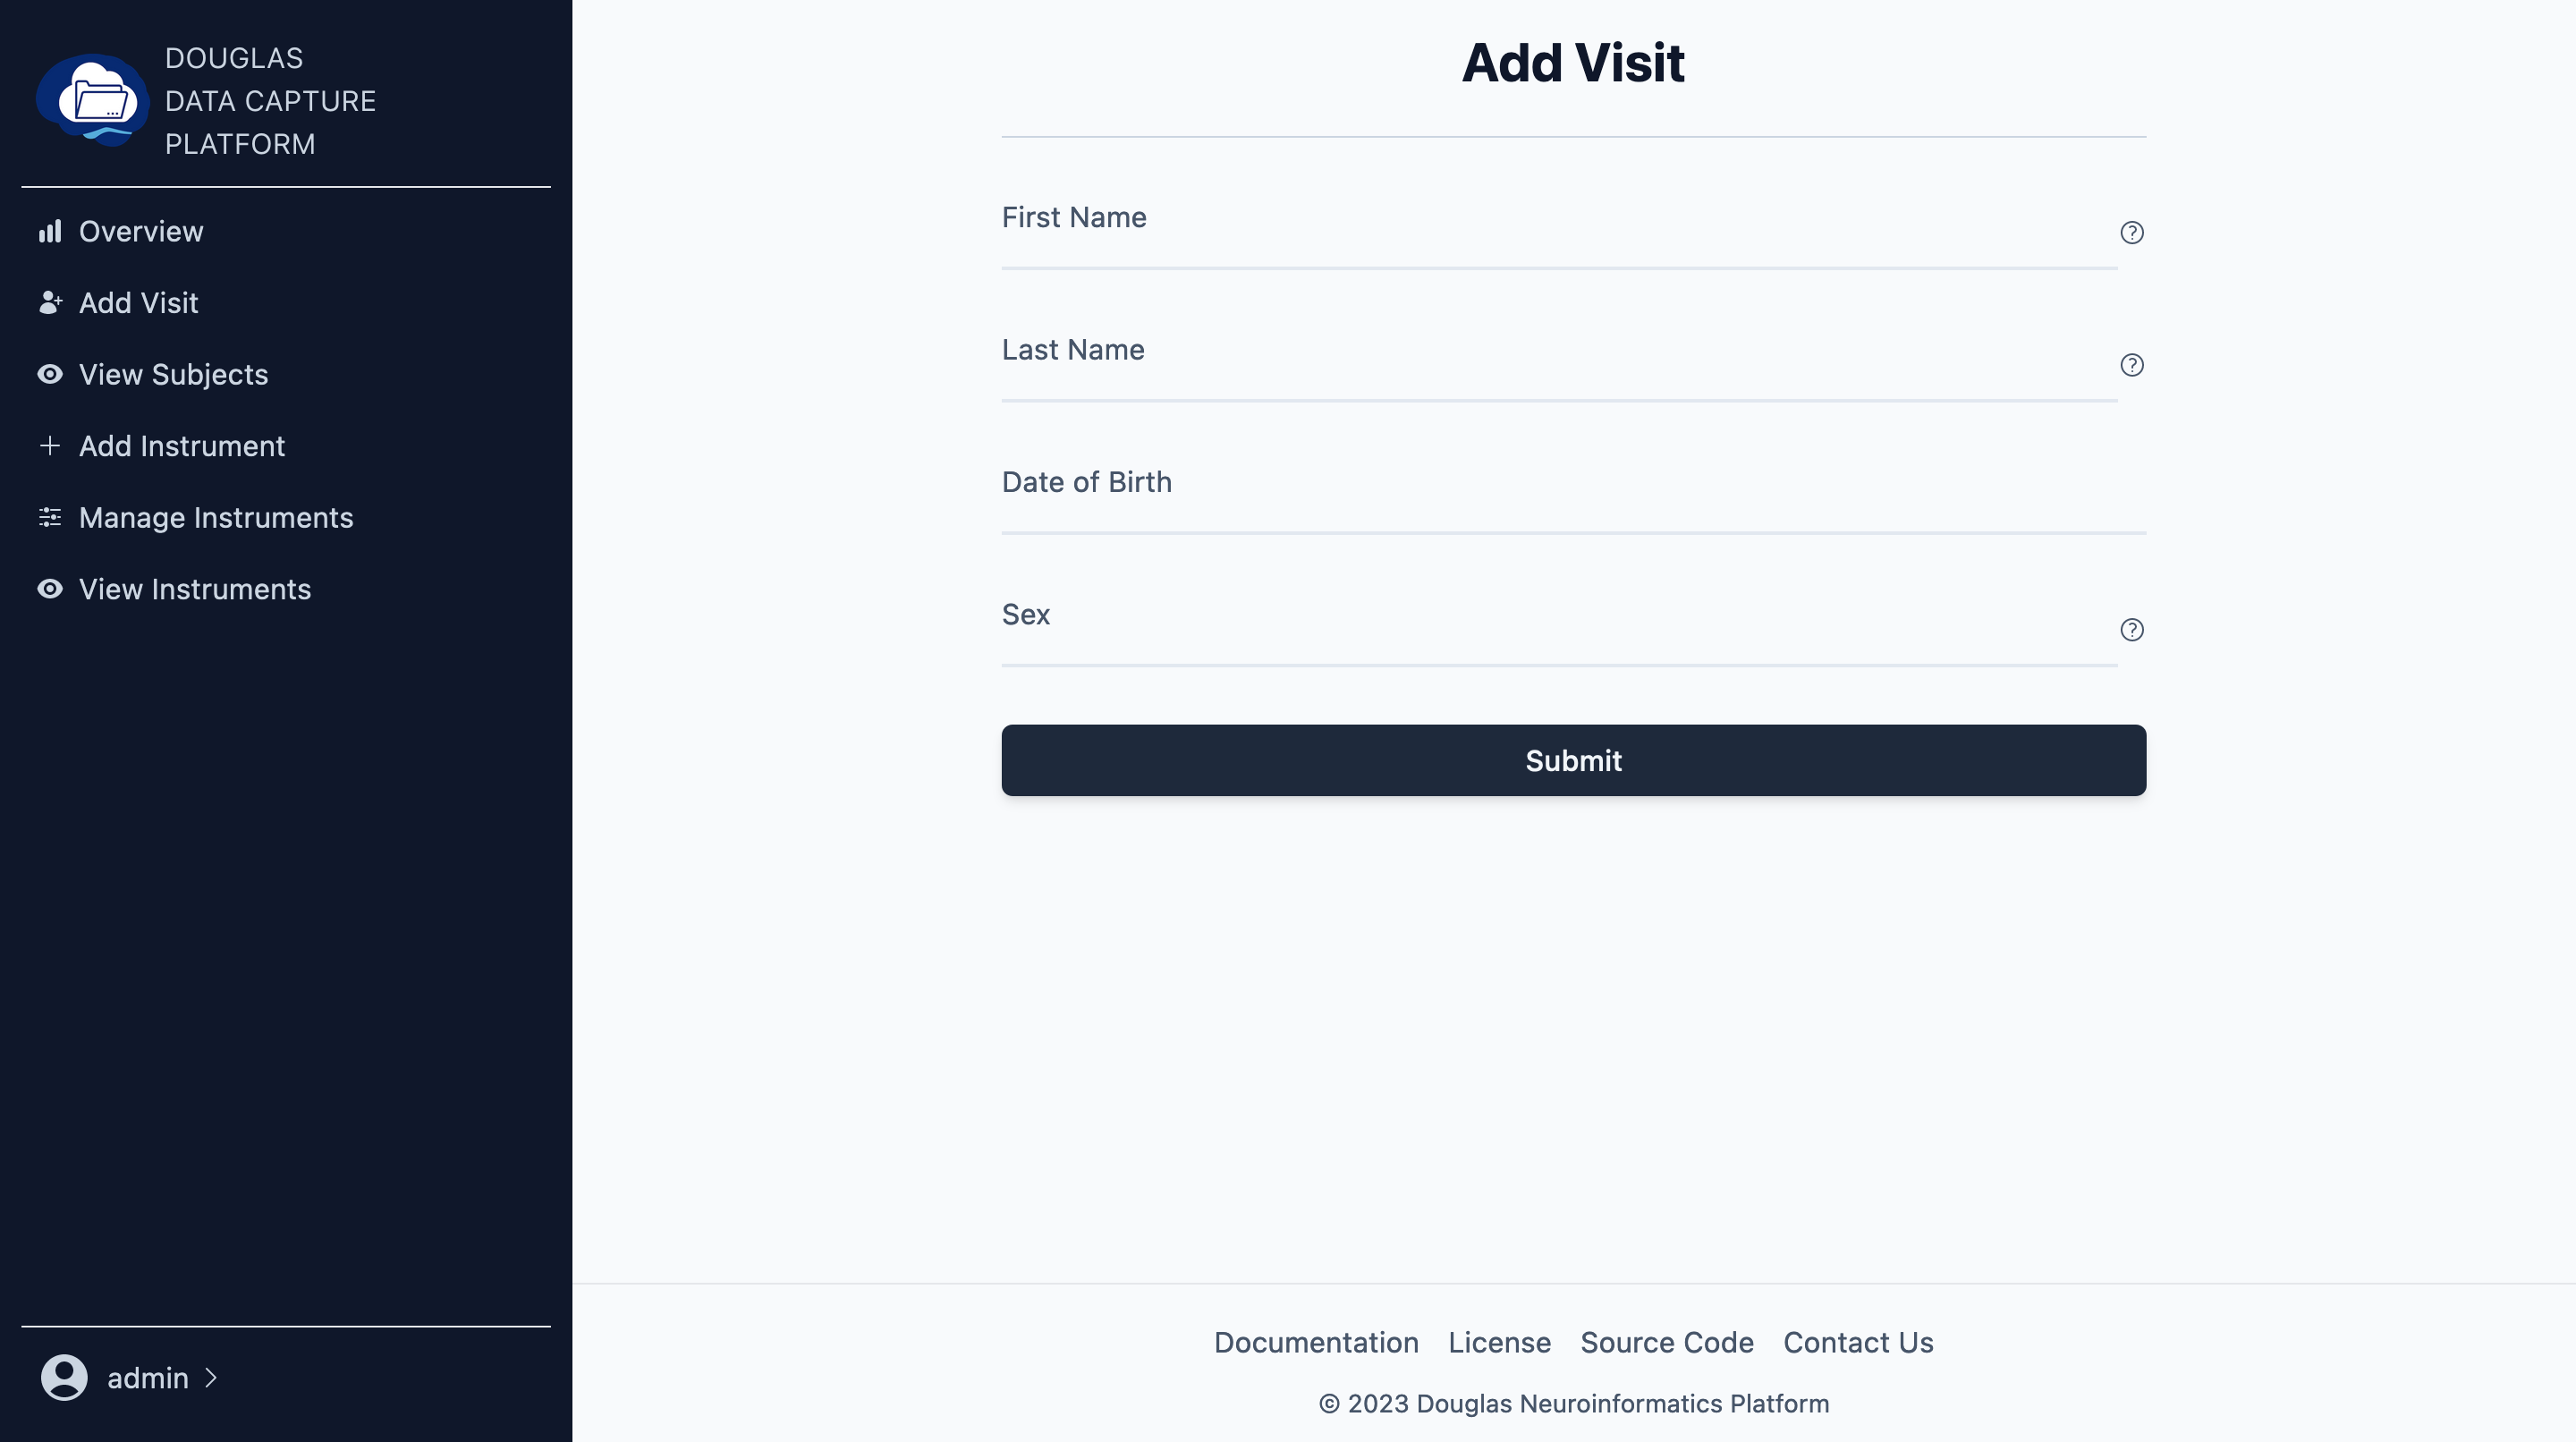 DOUGLAS
DATA CAPTURE
PLATFORM
Overview
Add Visit
View Subjects
Add Instrument
Manage Instruments
View Instruments
admin
Add Visit
First Name
Last Name
Date of Birth
Sex
Submit
Documentation License Source Code Contact Us
© 2023 Douglas Neuroinformatics Platform